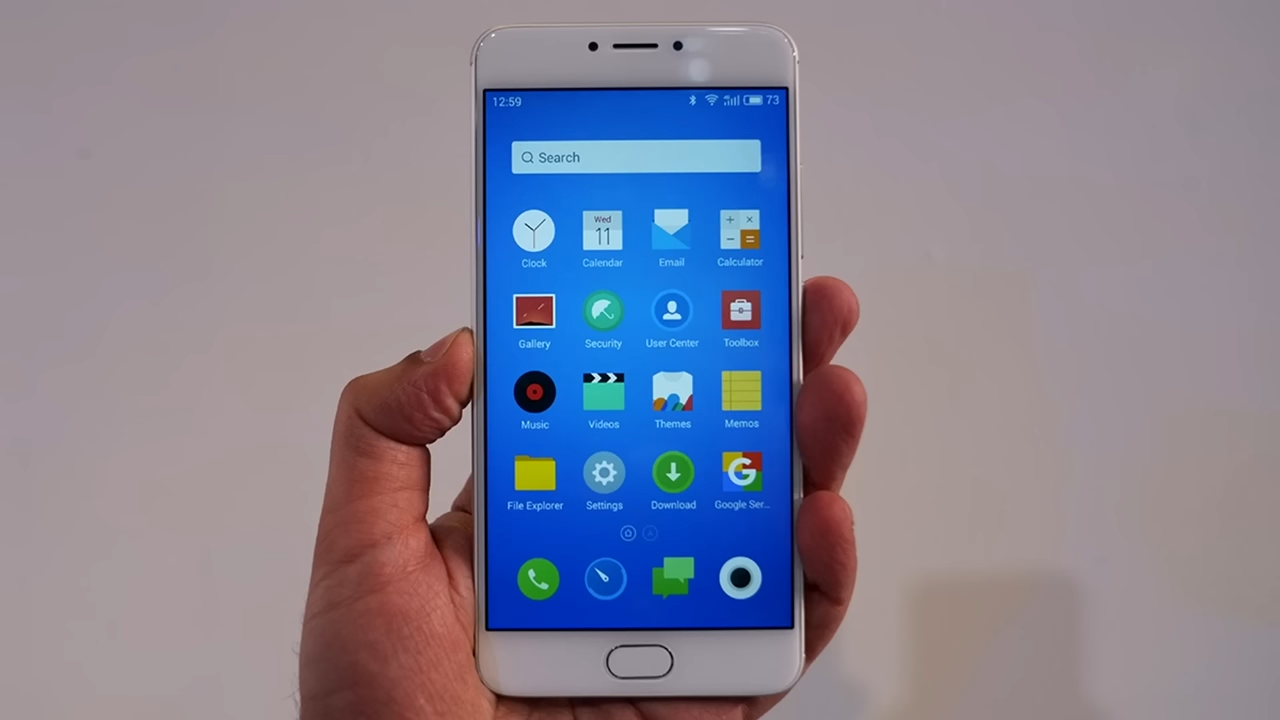 12:59 73
Search
Wed
11
Clock Calendar Email Calculator
Gallery Security User Center Toolbox
Music Videos Themes Memos
G
File Explorer Settings Download Google Ser...